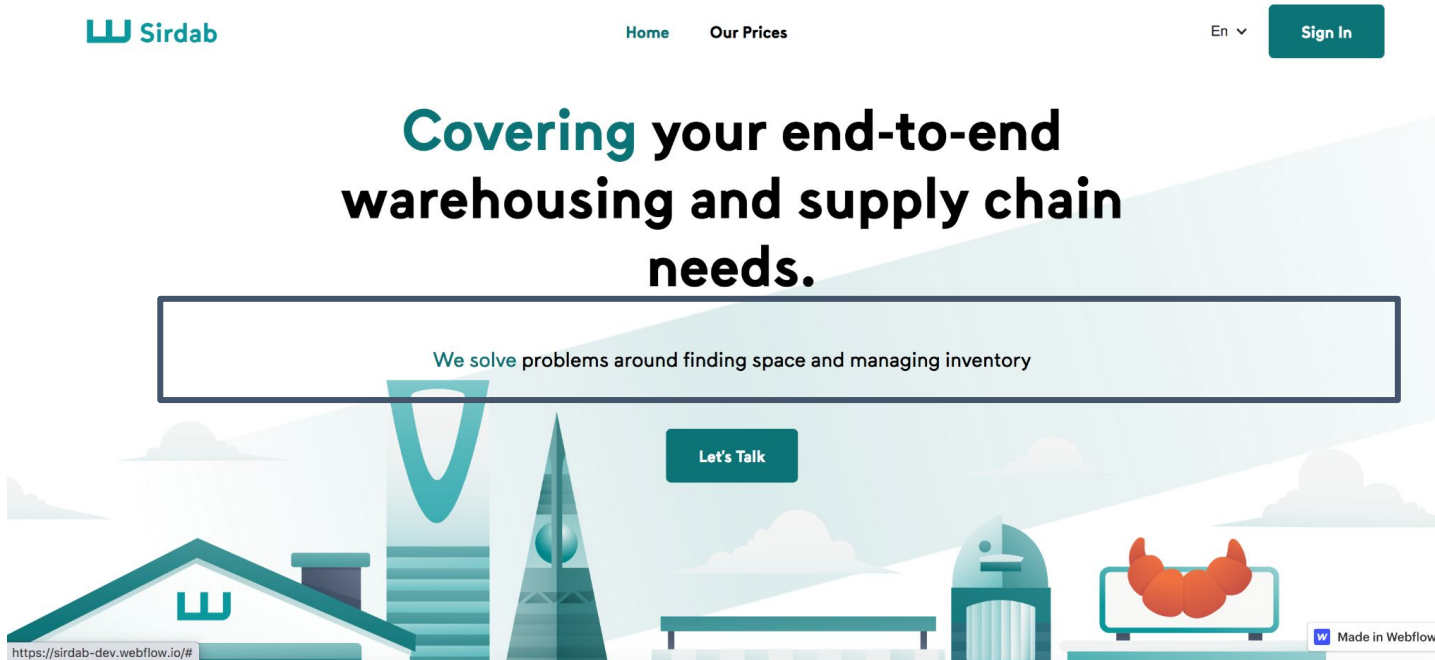 Sirdab
Home
Our Prices
En
Sign In
Covering your end-to-end
warehousing and supply chain
needs.
We solve problems around finding space and managing inventory
Let's Talk
Made in Webflow
https://sirdab-dev.webflow.io/#